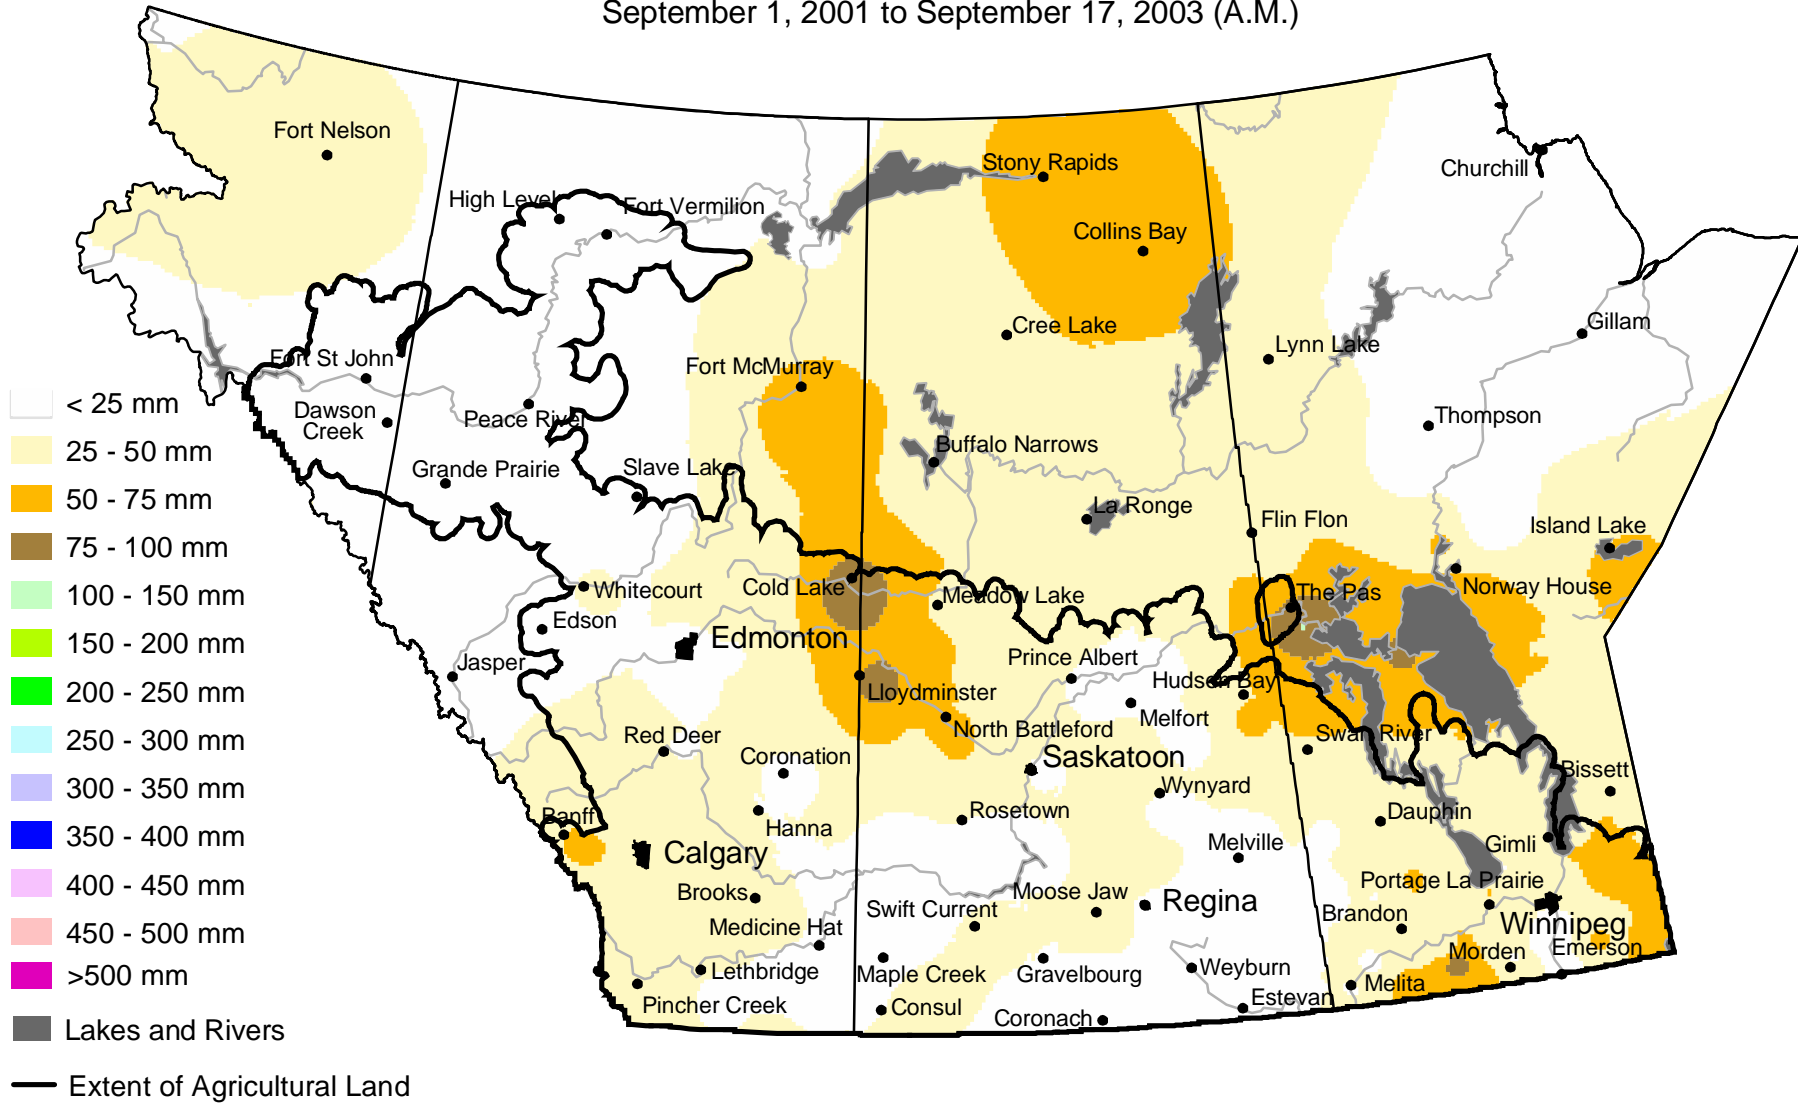 September 1, 2001 to September 17, 2003 (A.M.)
Fort Nelson
Churchill
Stony Rapids
High Level
Fort Vermilion
Collins Bay
Cree Lake
Gillam
Lynn Lake
Fort St John
Fort McMurray
Dawson
Creek
Peace River
Thompson
Buffalo Narrows
Grande Prairie
Slave Lake
La Ronge
Flin Flon
Island Lake
Whitecourt
Cold Lake
Meadow Lake
The Pas
Norway House
Edson
Edmonton
Jasper
Prince Albert
Hudson Bay
Lloydminster
Melfort
North Battleford
Red Deer
Swan River
Coronation
Saskatoon
Bissett
Wynyard
Banff
Rosetown
Dauphin
Hanna
Melville
Gimli
Calgary
Portage La Prairie
Brooks
Moose Jaw
Regina
Swift Current
Brandon
Winnipeg
Medicine Hat
Emerson
Morden
Lethbridge
Maple Creek
Gravelbourg
Weyburn
Melita
Pincher Creek
Consul
Estevan
Coronach
< 25 mm
25 - 50 mm
50 - 75 mm
75 - 100 mm
100 - 150 mm
150 - 200 mm
200 - 250 mm
250 - 300 mm
300 - 350 mm
350 - 400 mm
400 - 450 mm
450 - 500 mm
>500 mm
Lakes and Rivers
Extent of Agricultural Land